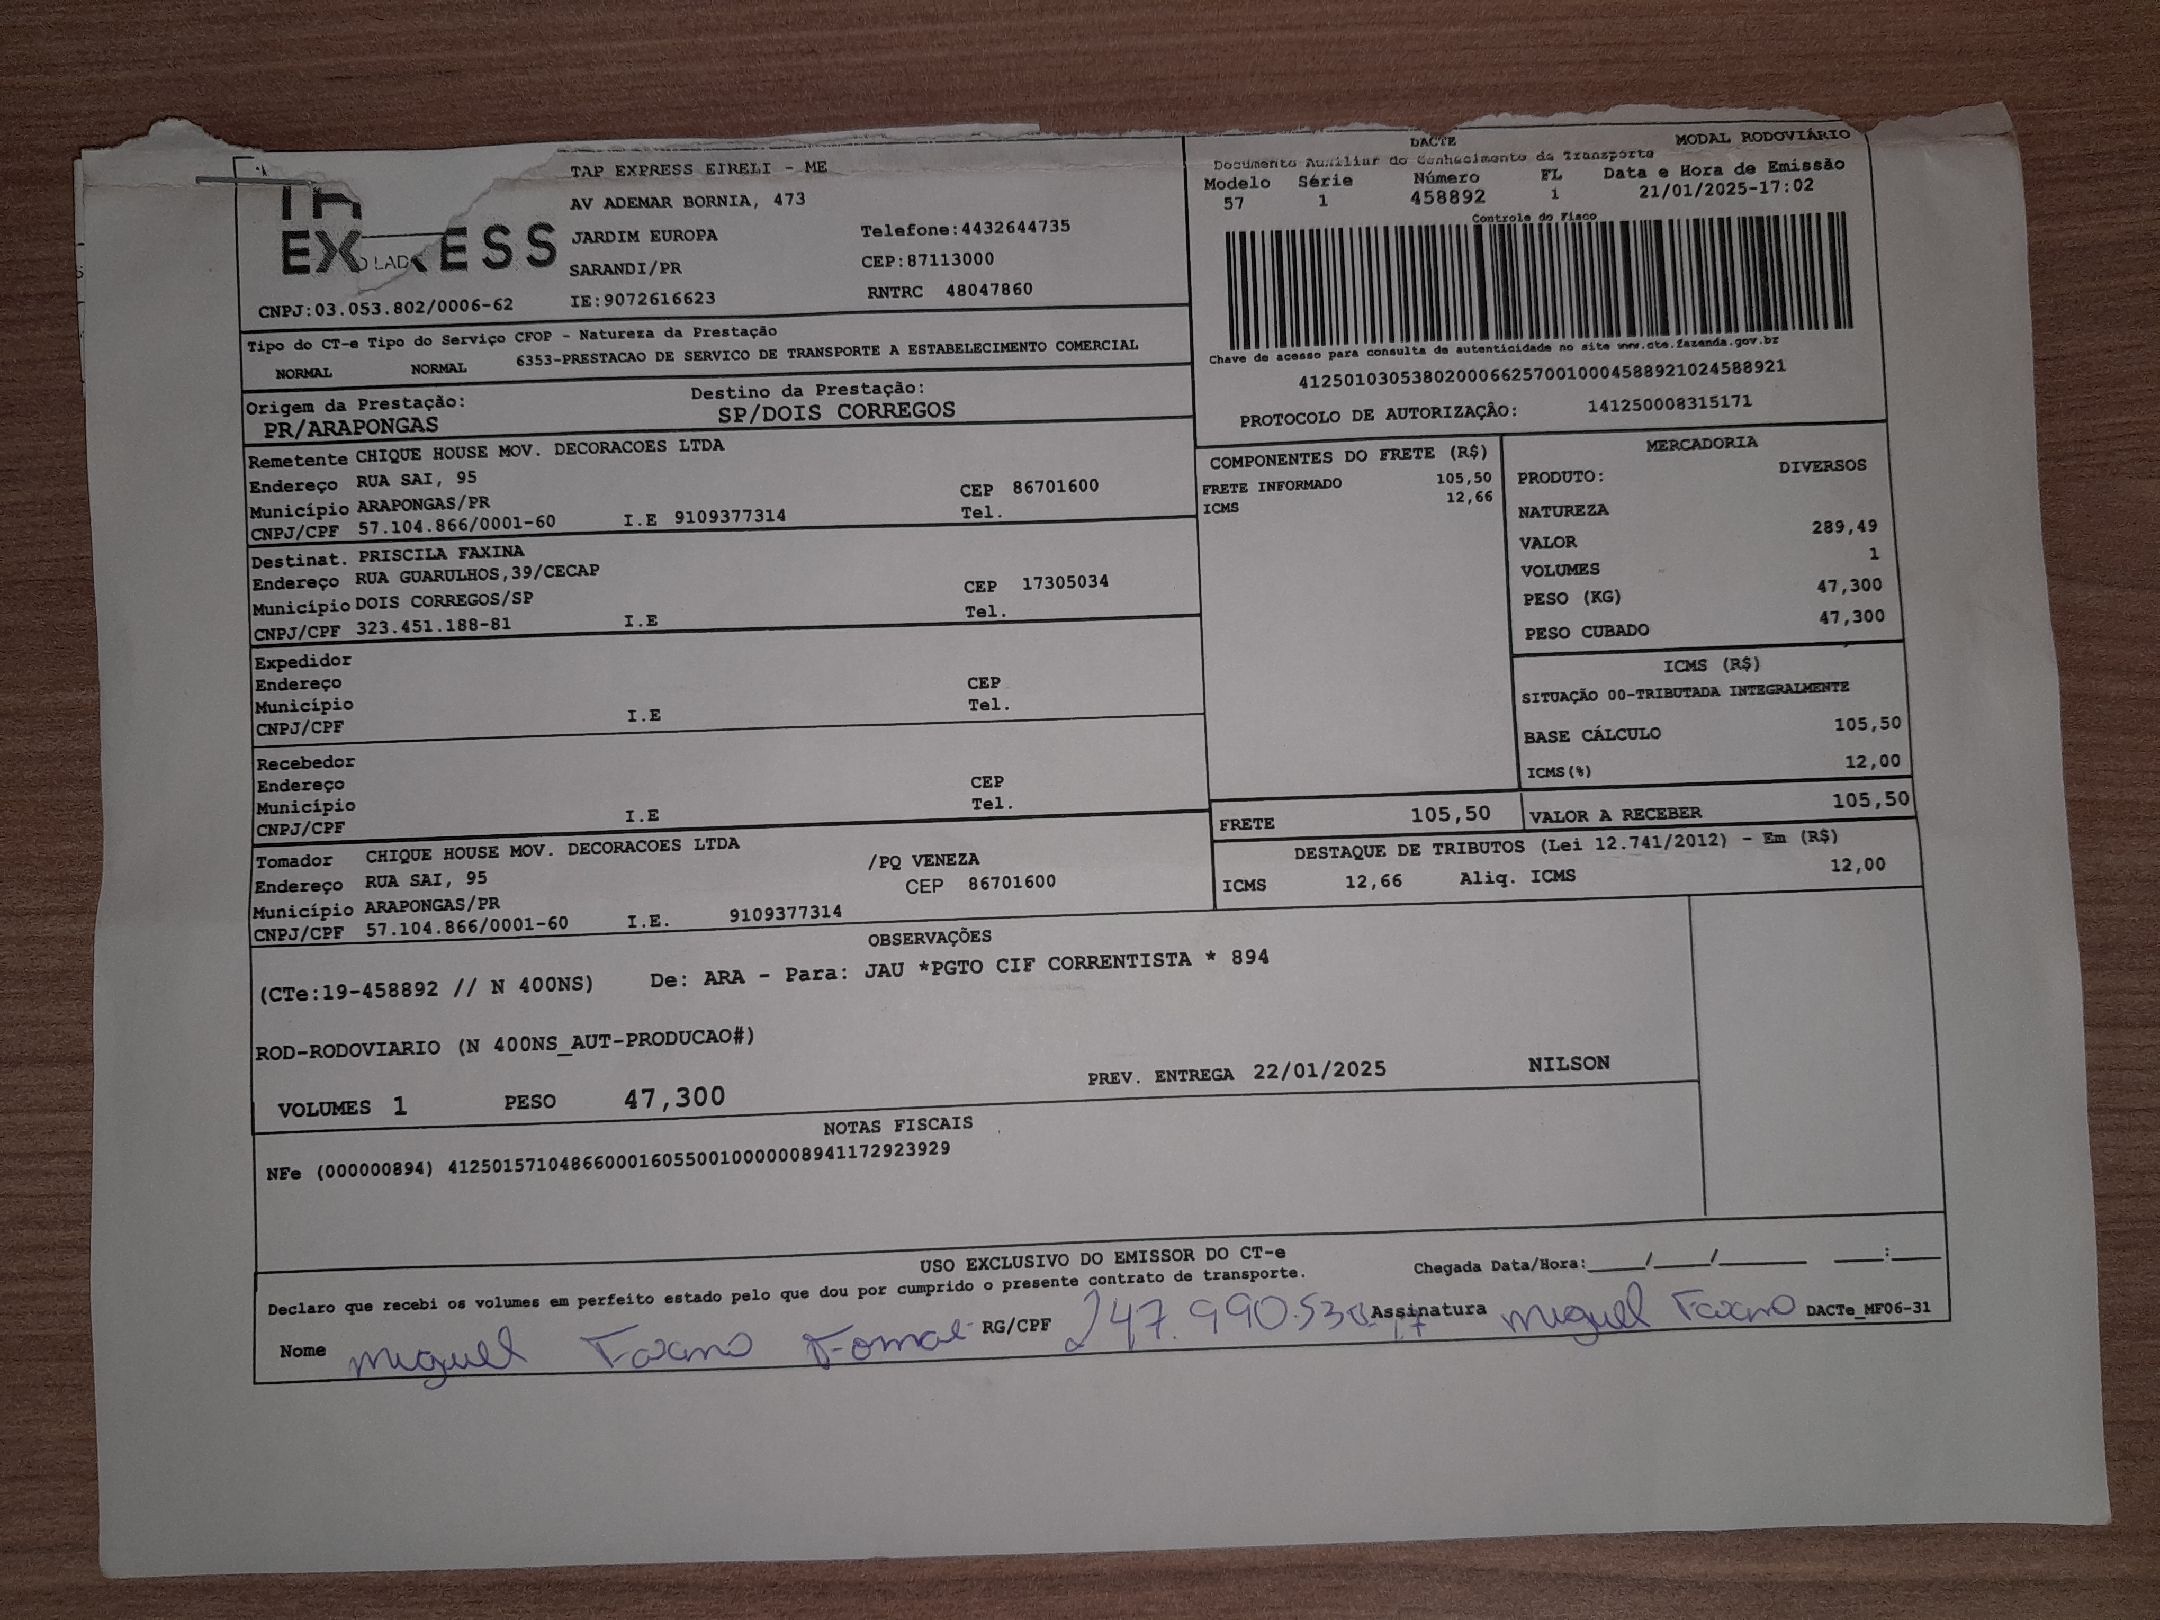 TAP EXPRESS EIRELI - ME
AV ADEMAR BORNIA, 473
JARDIM EUROPA Telefone:4432644735
SARANDI/PR CEP:87113000
CNPJ:03.053.802/0006-62 IE:9072616623 RNTRC 48047860
DACTE MODAL RODOVIÁRIO
Documento Auxiliar do Conhecimento de Transporte
Modelo Série Número FL Data e Hora de Emissão
57 1 458892 1 21/01/2025-17:02
Controle do Fisco
Chave de acesso para consulta de autenticidade no site www.cte.fazenda.gov.br
41250103053802000662570010004588921024588921
PROTOCOLO DE AUTORIZAÇÃO: 141250008315171
Tipo do CT-e Tipo do Serviço CFOP - Natureza da Prestação
NORMAL NORMAL 6353-PRESTACAO DE SERVICO DE TRANSPORTE A ESTABELECIMENTO COMERCIAL
Origem da Prestação: Destino da Prestação:
PR/ARAPONGAS SP/DOIS CORREGOS
Remetente CHIQUE HOUSE MOV. DECORACOES LTDA
Endereço RUA SAI, 95
Município ARAPONGAS/PR CEP 86701600
CNPJ/CPF 57.104.866/0001-60 I.E 9109377314 Tel.
Destinat. PRISCILA FAXINA
Endereço RUA GUARULHOS,39/CECAP
Município DOIS CORREGOS/SP CEP 17305034
CNPJ/CPF 323.451.188-81 I.E Tel.
Expedidor
Endereço CEP
Município Tel.
CNPJ/CPF I.E
Recebedor
Endereço CEP
Município Tel.
CNPJ/CPF I.E
Tomador CHIQUE HOUSE MOV. DECORACOES LTDA
Endereço RUA SAI, 95 /PQ VENEZA
Município ARAPONGAS/PR CEP 86701600
CNPJ/CPF 57.104.866/0001-60 I.E. 9109377314
COMPONENTES DO FRETE (R$)
FRETE INFORMADO 105,50
ICMS 12,66
MERCADORIA
PRODUTO: DIVERSOS
NATUREZA
VALOR 289,49
VOLUMES 1
PESO (KG) 47,300
PESO CUBADO 47,300
ICMS (R$)
SITUAÇÃO 00-TRIBUTADA INTEGRALMENTE
BASE CÁLCULO 105,50
ICMS(%) 12,00
FRETE 105,50 VALOR A RECEBER 105,50
DESTAQUE DE TRIBUTOS (Lei 12.741/2012) - Em (R$)
ICMS 12,66 Aliq. ICMS 12,00
OBSERVAÇÕES
(CTe:19-458892 // N 400NS) De: ARA - Para: JAU *PGTO CIF CORRENTISTA * 894
ROD-RODOVIARIO (N 400NS_AUT-PRODUCAO#)
VOLUMES 1 PESO 47,300 PREV. ENTREGA 22/01/2025 NILSON
NOTAS FISCAIS
NFe (000000894) 41250157104866000160550010000008941172923929
USO EXCLUSIVO DO EMISSOR DO CT-e
Declaro que recebi os volumes em perfeito estado pelo que dou por cumprido o presente contrato de transporte. Chegada Data/Hora:____/____/______ ___:___
Nome Miguel RG/CPF Assinatura Miguel DACTe_MF06-31